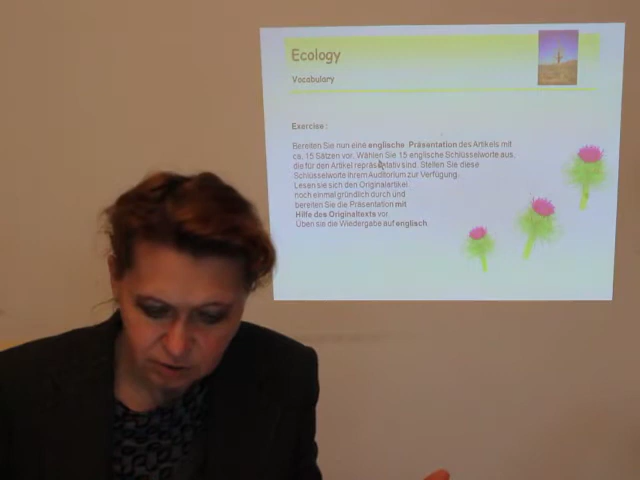 Ecology
Vocabulary
Exercise:
Bereiten Sie nun eine englische Präsentation des Artikels mit
ca. 15 Sätzen vor. Wählen Sie 15 englische Schlüsselworte aus,
die für den Artikel repräsentativ sind. Stellen Sie diese
Schlüsselworte ihrem Auditorium zur Verfügung.
Lesen sie sich den Originalartikel
noch einmal gründlich durch und
bereiten Sie die Präsentation mit
Hilfe des Originaltexts vor.
Üben sie die Wiedergabe auf englisch.